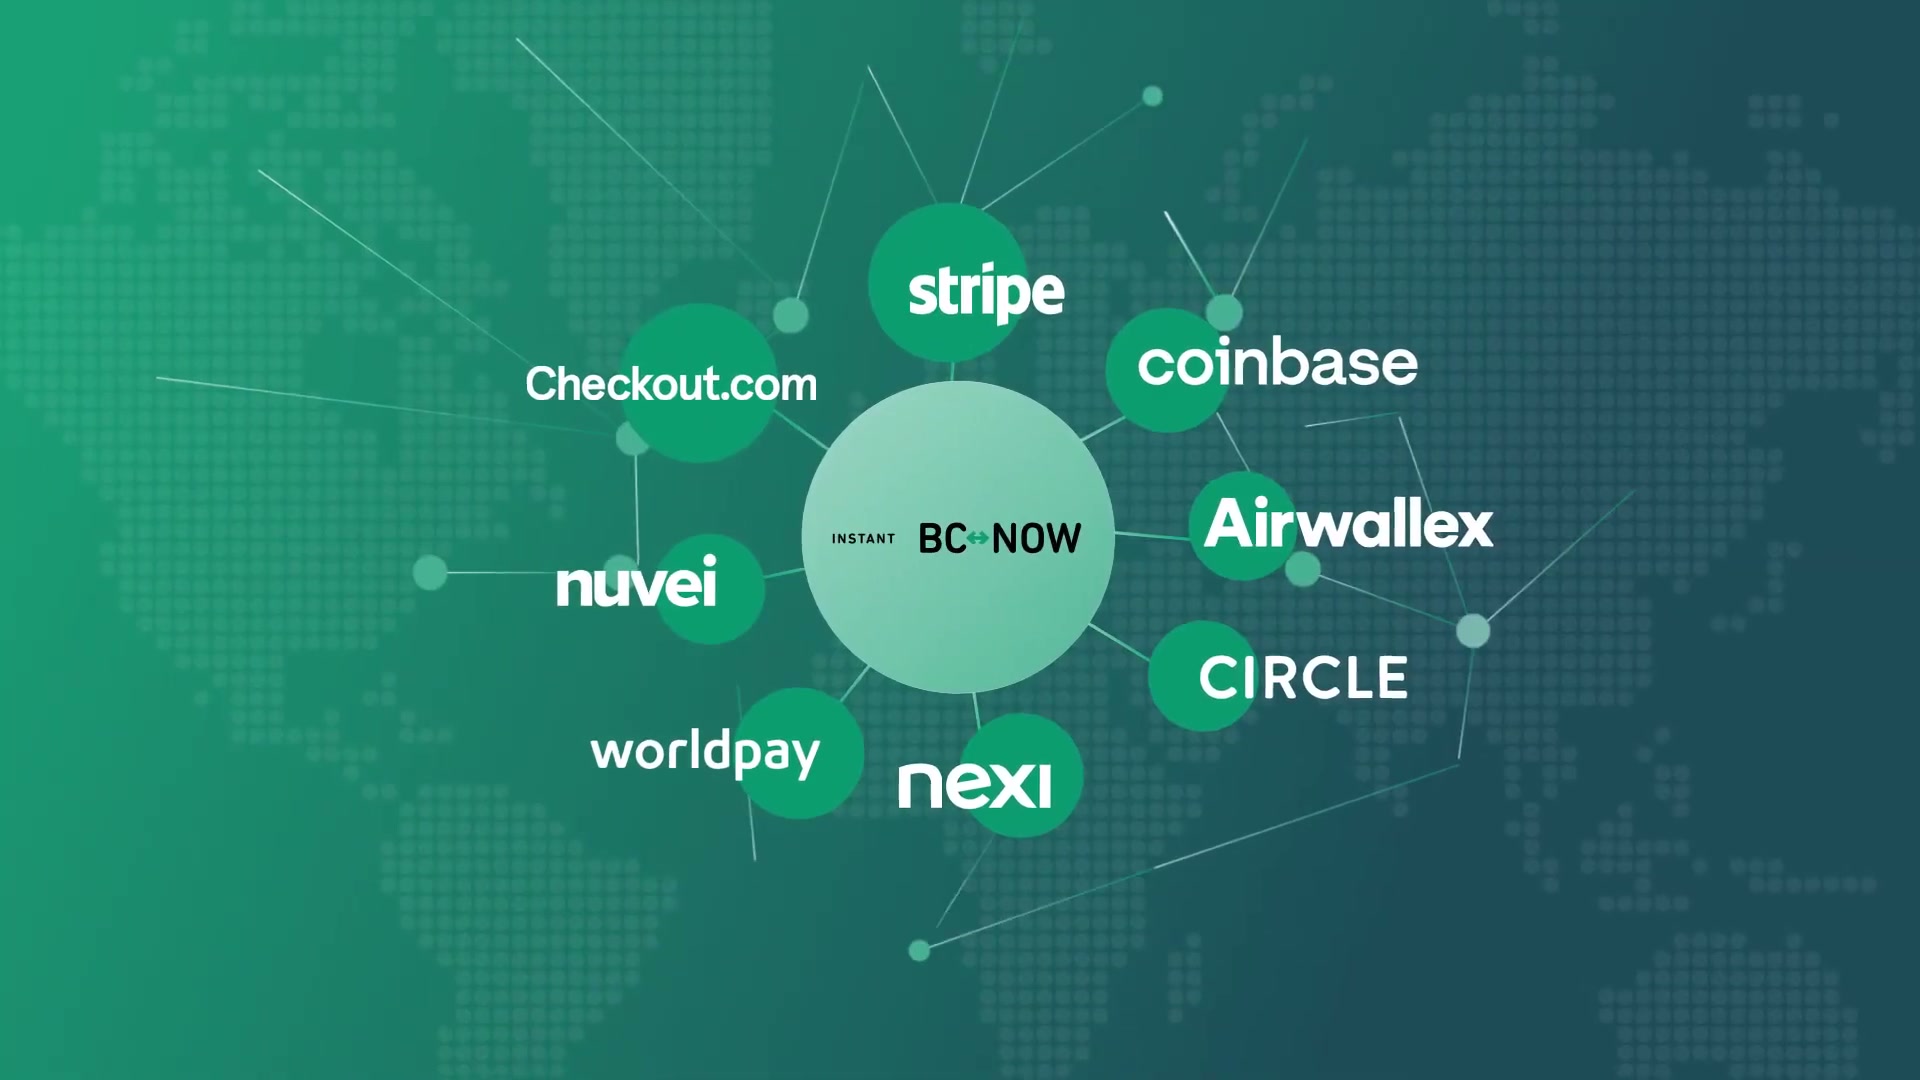 stripe
coinbase
Checkout.com
Airwallex
INSTANT BC↔NOW
nuvei
CIRCLE
worldpay
nexi